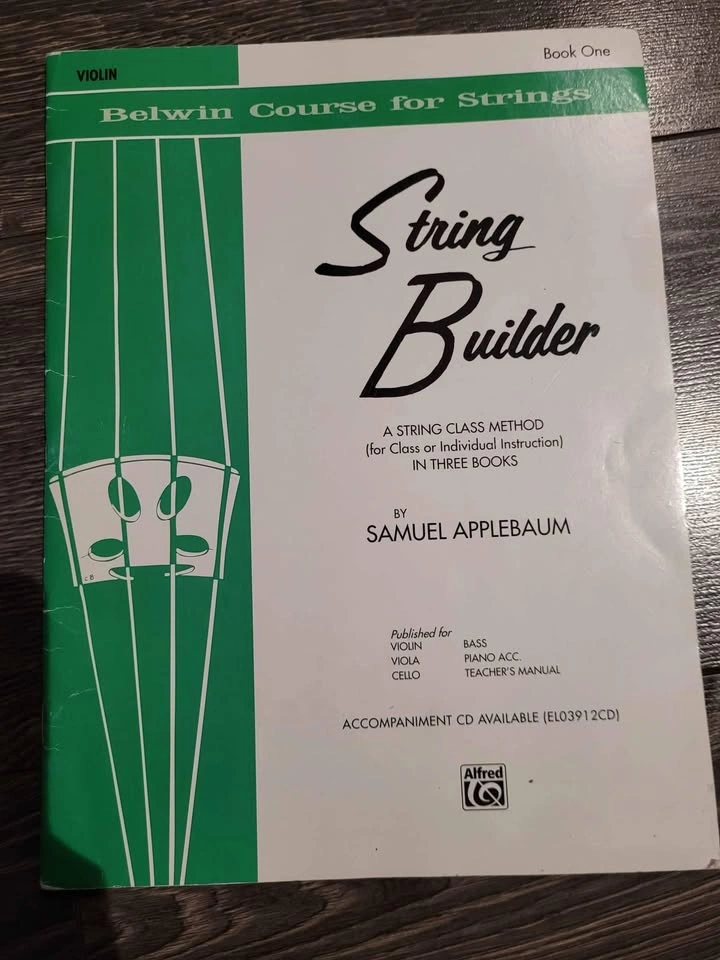 VIOLIN
Book One
Belwin Course for Strings
String
Builder
A STRING CLASS METHOD
(for Class or Individual Instruction)
IN THREE BOOKS
BY
SAMUEL APPLEBAUM
Published for
VIOLIN BASS
VIOLA PIANO ACC.
CELLO TEACHER'S MANUAL
ACCOMPANIMENT CD AVAILABLE (EL03912CD)
Alfred